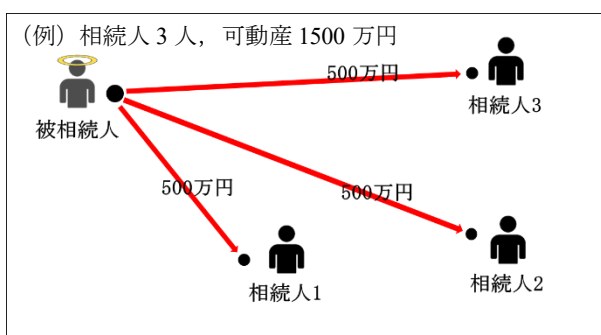 （例）相続人 3 人，可動産 1500 万円
500万円
相続人3
被相続人
500万円
500万円
相続人1
相続人2